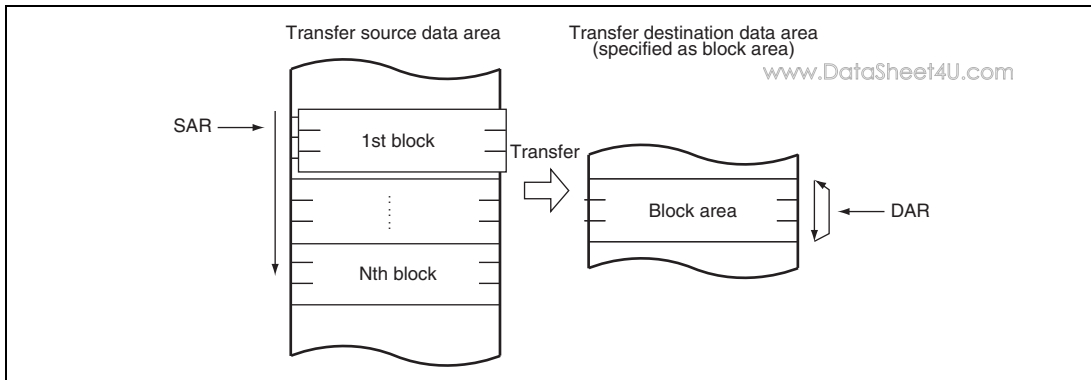 Transfer source data area
Transfer destination data area
(specified as block area)
www.DataSheet4U.com
SAR
1st block
Transfer
Block area
DAR
Nth block